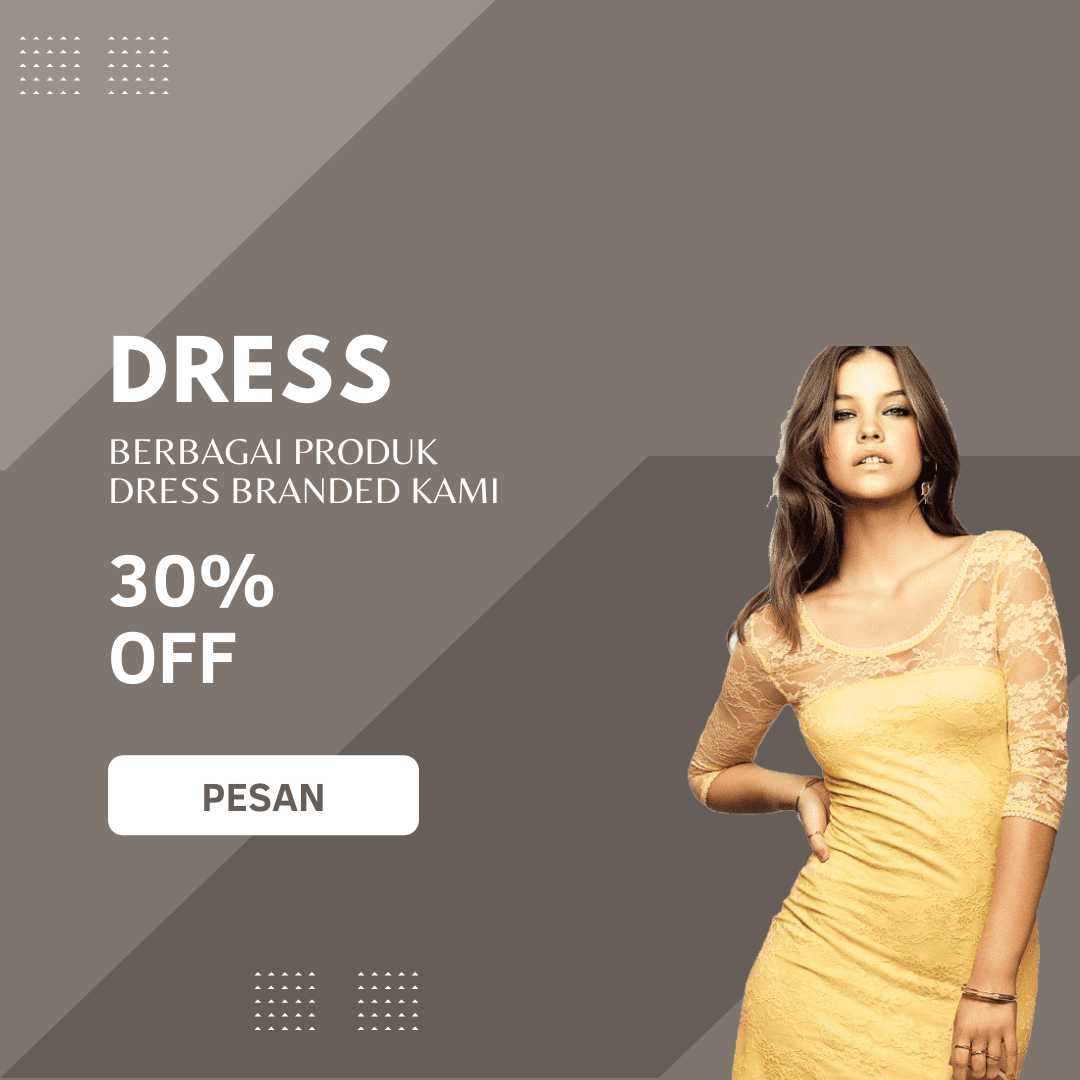 DRESS
BERBAGAI PRODUK
DRESS BRANDED KAMI
30%
OFF
PESAN